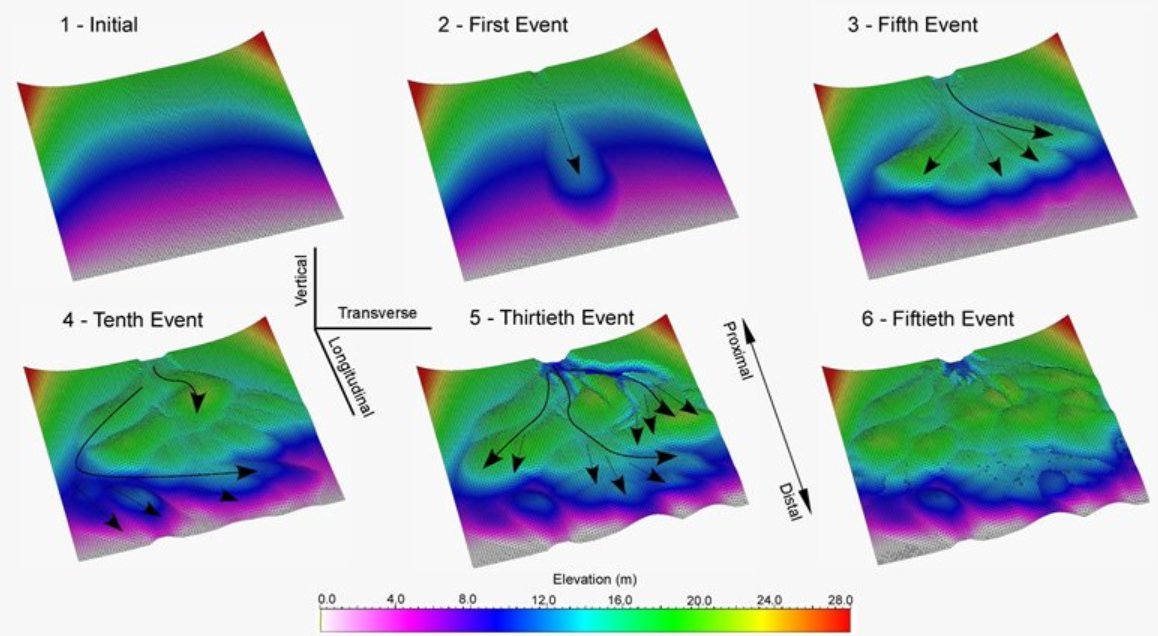 1 - Initial
2 - First Event
3 - Fifth Event
Vertical
Transverse
Longitudinal
4 - Tenth Event
5 - Thirtieth Event
Proximal
Distal
6 - Fiftieth Event
Elevation (m)
0.0 4,0 8.0 12,0 16,0 20.0 24.0 28.0